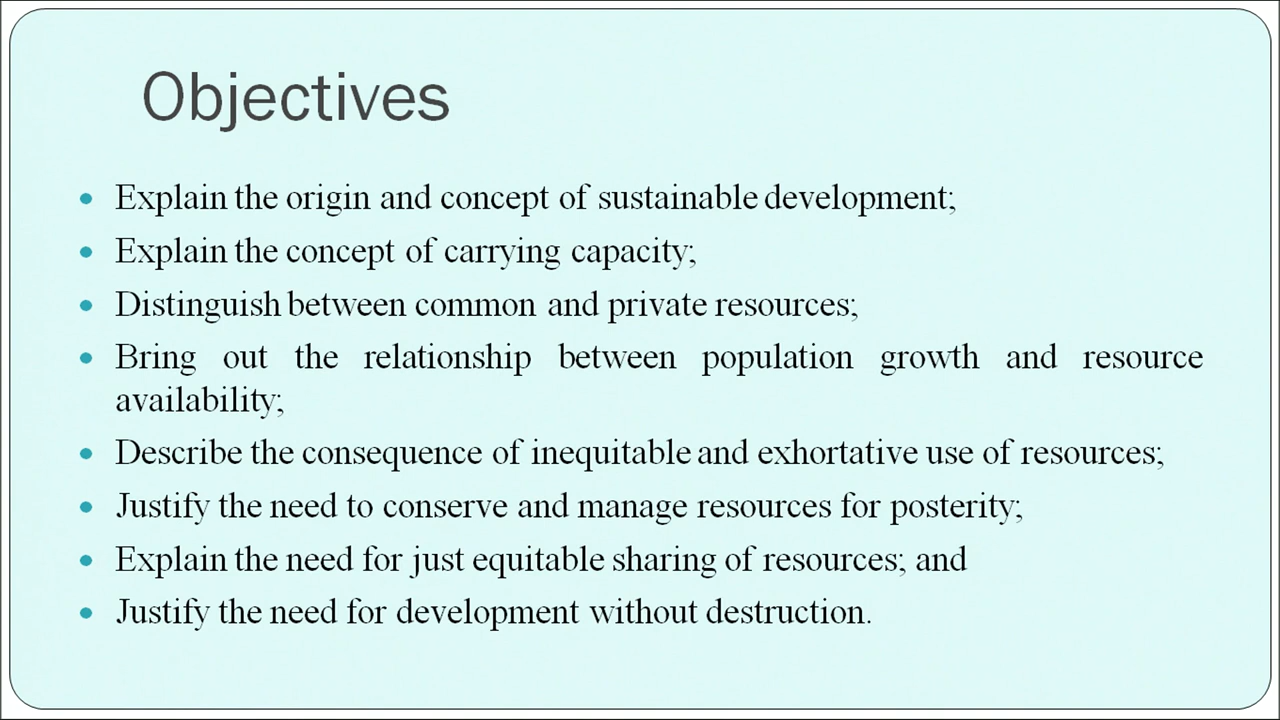 Objectives
• Explain the origin and concept of sustainable development;
• Explain the concept of carrying capacity;
• Distinguish between common and private resources;
• Bring out the relationship between population growth and resource
availability;
• Describe the consequence of inequitable and exhortative use of resources;
• Justify the need to conserve and manage resources for posterity;
• Explain the need for just equitable sharing of resources; and
• Justify the need for development without destruction.